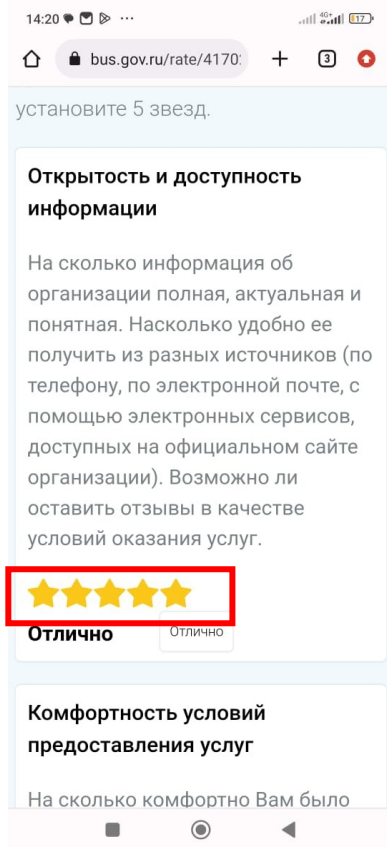 14:20
4G+
17
bus.gov.ru/rate/4170
3
установите 5 звезд.
Открытость и доступность
информации
На сколько информация об
организации полная, актуальная и
понятная. Насколько удобно ее
получить из разных источников (по
телефону, по электронной почте, с
помощью электронных сервисов,
доступных на официальном сайте
организации). Возможно ли
оставить отзывы в качестве
условий оказания услуг.
Отлично
Отлично
Комфортность условий
предоставления услуг
На сколько комфортно Вам было